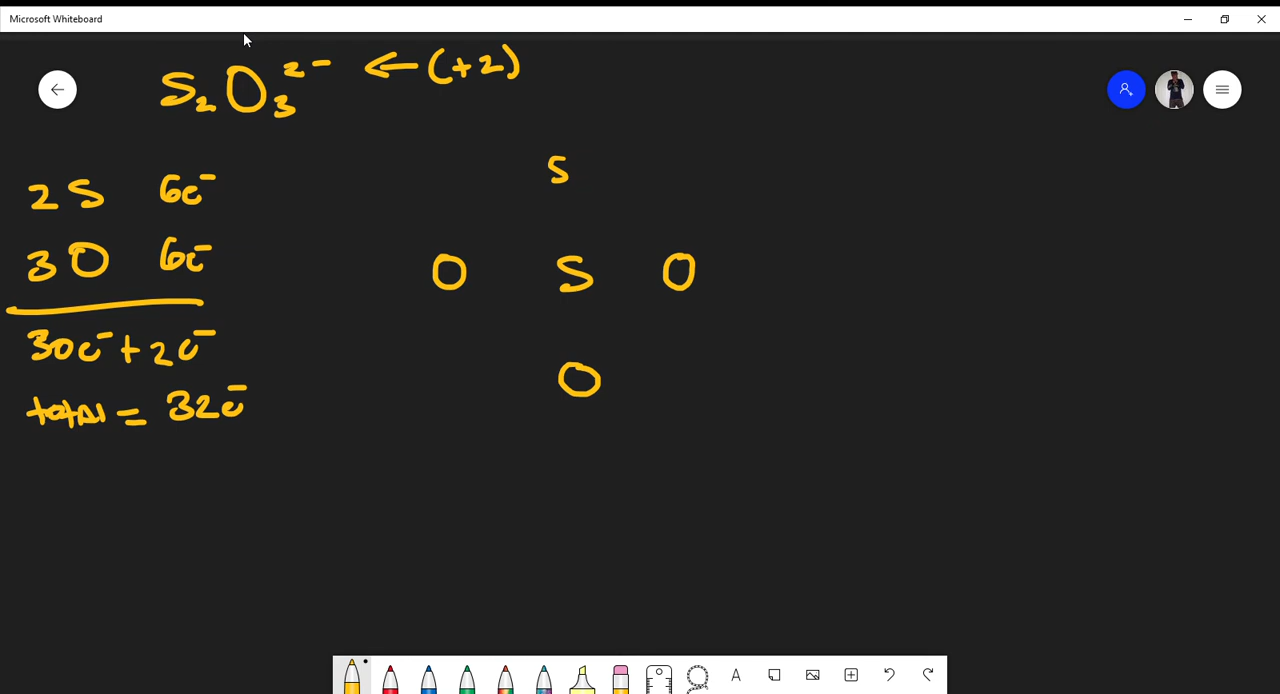 Microsoft Whiteboard
S₂O₃²⁻ ← (+2)
2 S 6e⁻
3 O 6e⁻
30e⁻ + 2e⁻
total = 32e⁻
S
O S O
O
A